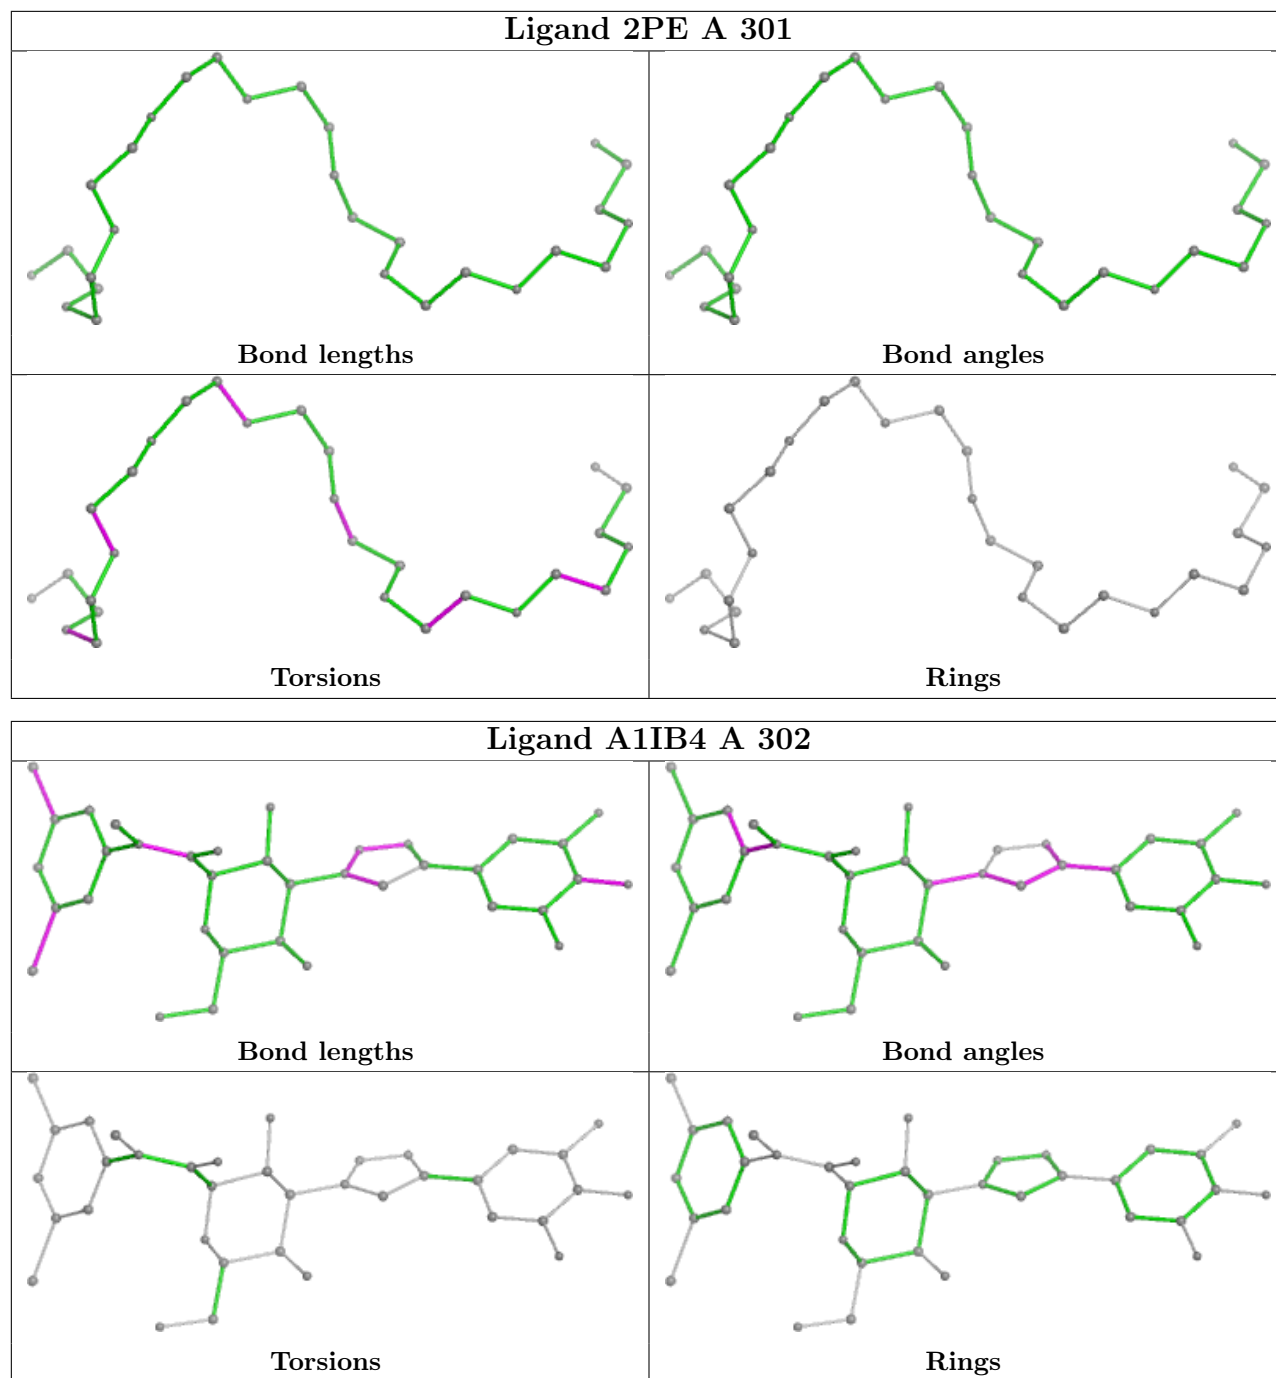 Ligand 2PE A 301
Bond lengths
Bond angles
Torsions
Rings
Ligand A1IB4 A 302
Bond lengths
Bond angles
Torsions
Rings